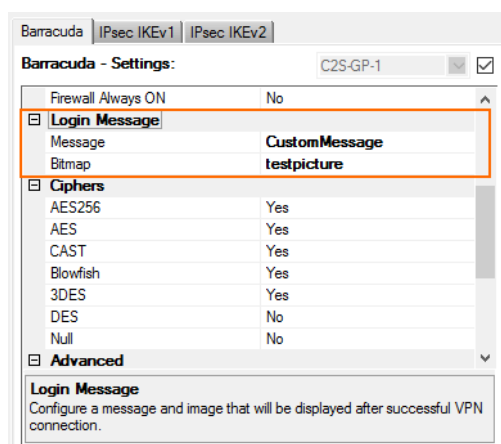 Barracuda IPsec IKEv1 IPsec IKEv2
Barracuda - Settings: C2S-GP-1
Firewall Always ON No
Login Message
Message CustomMessage
Bitmap testpicture
Ciphers
AES256 Yes
AES Yes
CAST Yes
Blowfish Yes
3DES Yes
DES No
Null No
Advanced
Login Message
Configure a message and image that will be displayed after successful VPN
connection.